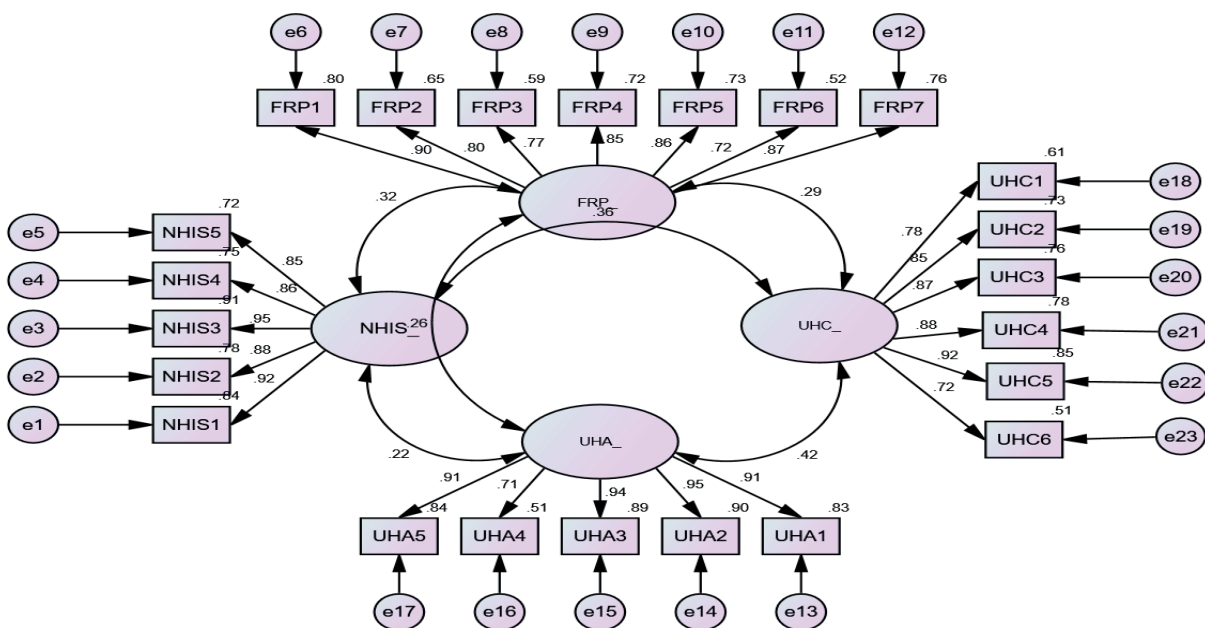 e6 e7 e8 e9 e10 e11 e12
.80 .65 .59 .72 .73 .52 .76
FRP1 FRP2 FRP3 FRP4 FRP5 FRP6 FRP7
.90 .80 .77 .85 .86 .72 .87
FRP_
.32 .36 .29
.61
UHC1 e18
.73
UHC2 e19
.76
UHC3 e20
.78
UHC4 e21
.85
UHC5 e22
.51
UHC6 e23
.78
.85
.87
.88
.92
.72
UHC_
.72
e5 NHIS5
.75
e4 NHIS4
.91
e3 NHIS3
.78
e2 NHIS2
.84
e1 NHIS1
.85
.86
.95
.88
.92
NHIS_
.26
.22 UHA_ .42
.91 .71 .94 .95 .91
.84 .51 .89 .90 .83
UHA5 UHA4 UHA3 UHA2 UHA1
e17 e16 e15 e14 e13